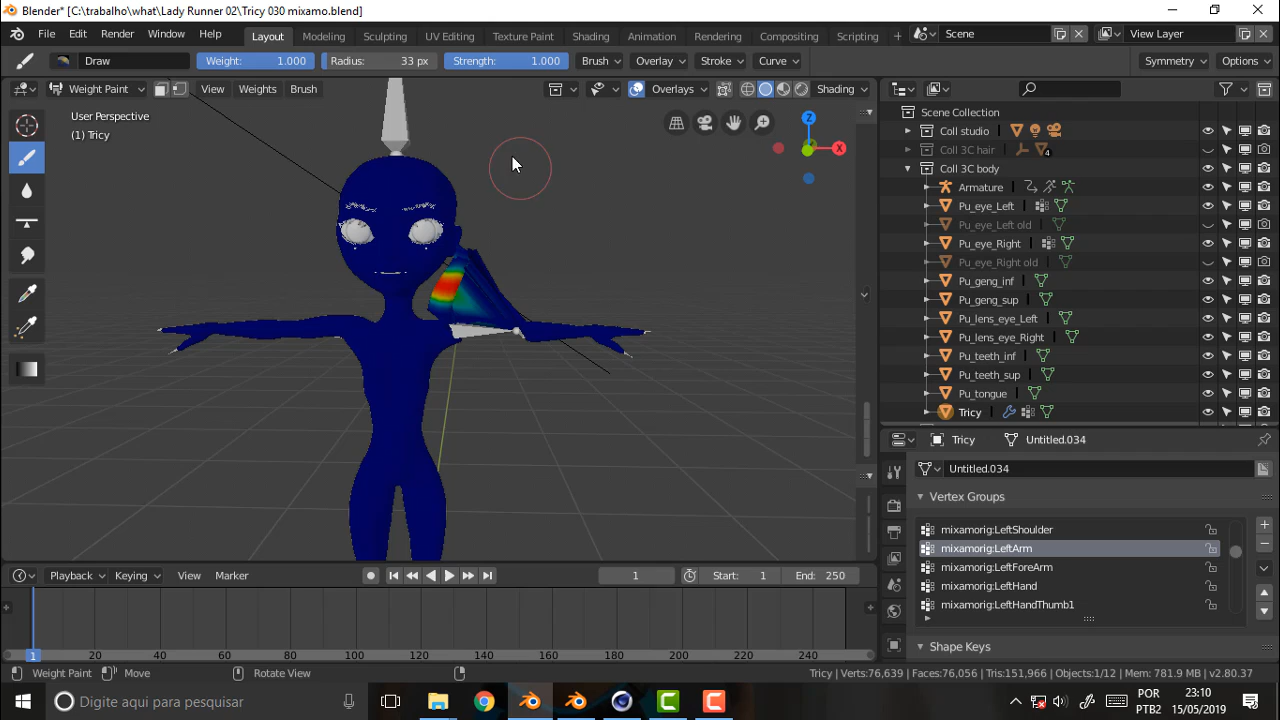 Blender* [C:\trabalho\what\Lady Runner 02\Tricy 030 mixamo.blend]
File Edit Render Window Help Layout Modeling Sculpting UV Editing Texture Paint Shading Animation Rendering Compositing Scripting Scene View Layer
Draw Weight: 1.000 Radius: 33 px Strength: 1.000 Brush Overlay Stroke Curve Symmetry Options
Weight Paint View Weights Brush Overlays Shading
User Perspective
(1) Tricy
Z
X
Scene Collection
Coll studio
Coll 3C hair 4
Coll 3C body
Armature
Pu_eye_Left
Pu_eye_Left old
Pu_eye_Right
Pu_eye_Right old
Pu_geng_inf
Pu_geng_sup
Pu_lens_eye_Left
Pu_lens_eye_Right
Pu_teeth_inf
Pu_teeth_sup
Pu_tongue
Tricy
Tricy Untitled.034
Untitled.034
Vertex Groups
mixamorig:LeftShoulder
mixamorig:LeftArm
mixamorig:LeftForeArm
mixamorig:LeftHand
mixamorig:LeftHandThumb1
Shape Keys
Playback Keying View Marker 1 Start: 1 End: 250
1 20 40 60 80 100 120 140 160 180 200 220 240
Weight Paint Move Rotate View Tricy | Verts:76,639 | Faces:76,056 | Tris:151,966 | Objects:1/12 | Mem: 781.9 MB | v2.80.37
Digite aqui para pesquisar
POR
PTB2
23:10
15/05/2019